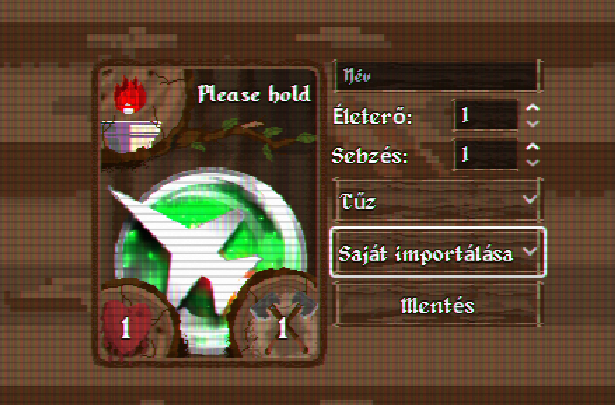 Please hold
1
1
Név
Életerő:
1
Sebzés:
1
Tűz
Saját importálása
Mentés